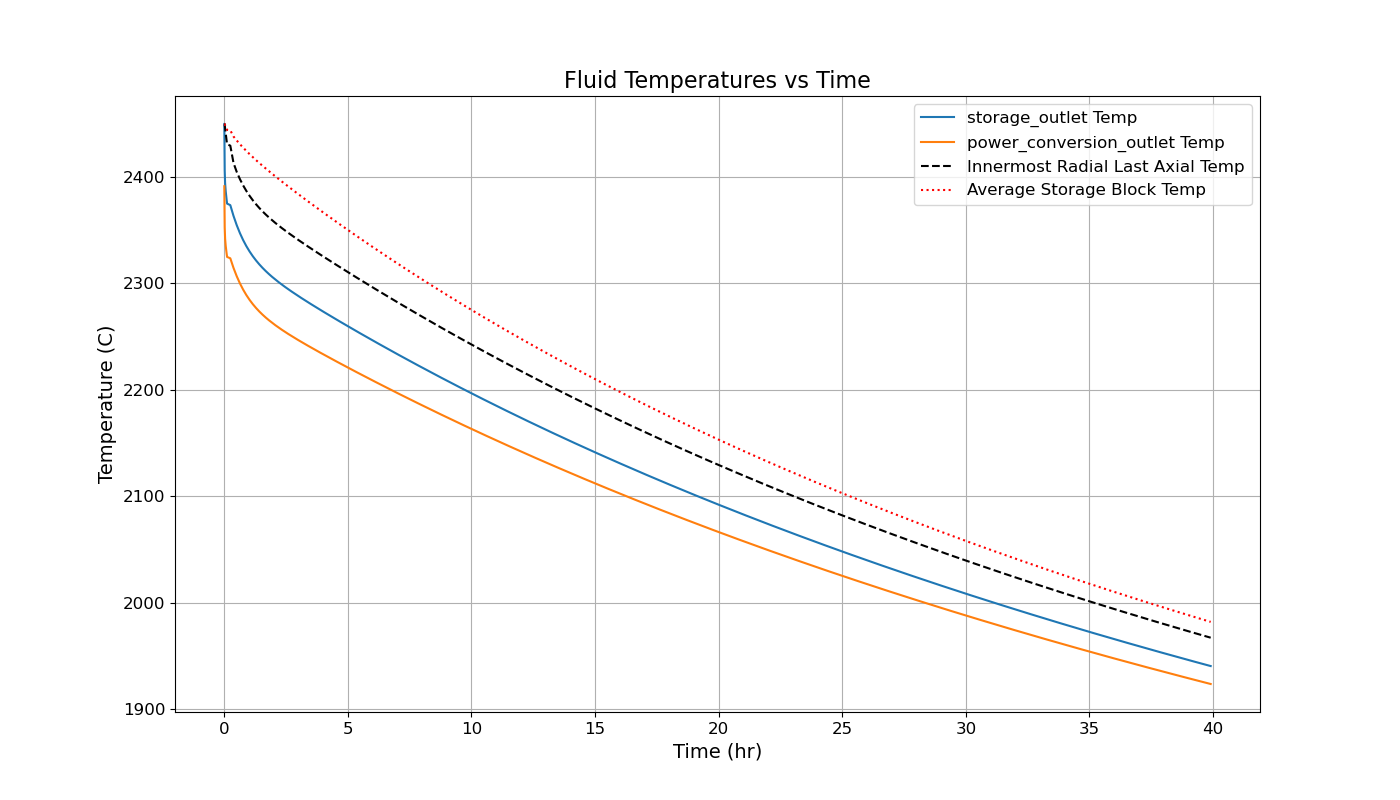 Fluid Temperatures vs Time
storage_outlet Temp
power_conversion_outlet Temp
Innermost Radial Last Axial Temp
Average Storage Block Temp
Temperature (C)
2400
2300
2200
2100
2000
1900
0 5 10 15 20 25 30 35 40
Time (hr)